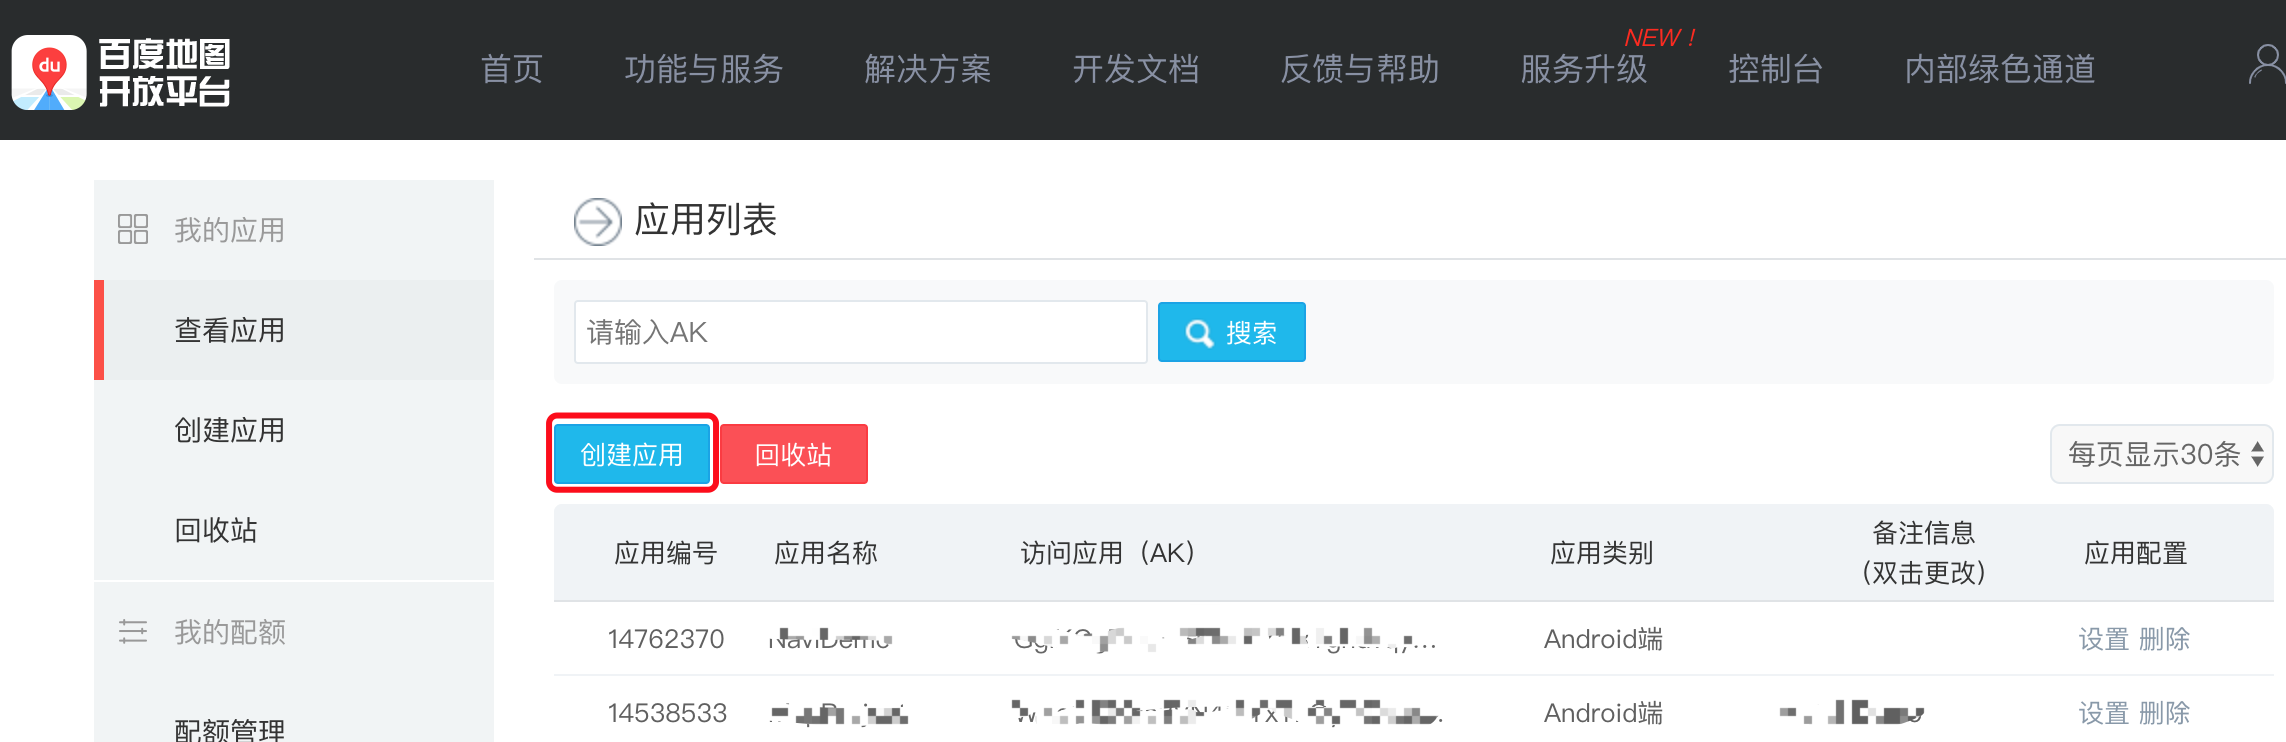 百度地图
开放平台
du
首页 功能与服务 解决方案 开发文档 反馈与帮助 服务升级 NEW！ 控制台 内部绿色通道
我的应用
查看应用
创建应用
回收站
我的配额
配额管理
应用列表
请输入AK 搜索
创建应用 回收站 每页显示30条
应用编号 应用名称 访问应用（AK） 应用类别 备注信息 应用配置
（双击更改）
14762370 Android端 设置 删除
14538533 Android端 设置 删除